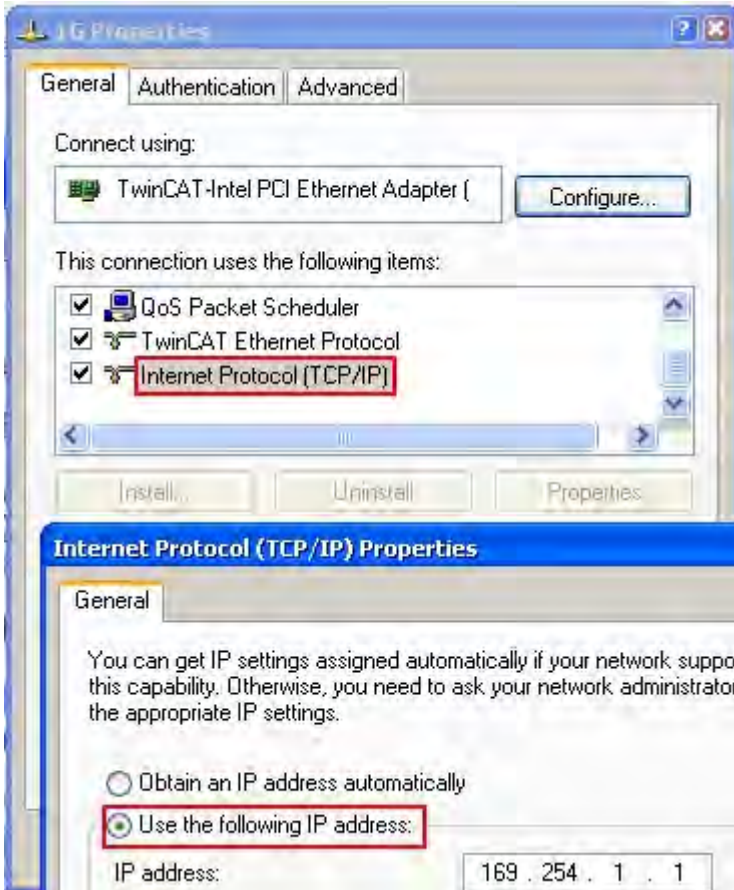 1G Properties
General Authentication Advanced
Connect using:
TwinCAT-Intel PCI Ethernet Adapter (
Configure...
This connection uses the following items:
QoS Packet Scheduler
TwinCAT Ethernet Protocol
Internet Protocol (TCP/IP)
Install... Uninstall Properties
Internet Protocol (TCP/IP) Properties
General
You can get IP settings assigned automatically if your network suppo
this capability. Otherwise, you need to ask your network administrator
the appropriate IP settings.
Obtain an IP address automatically
Use the following IP address:
IP address: 169 . 254 . 1 . 1